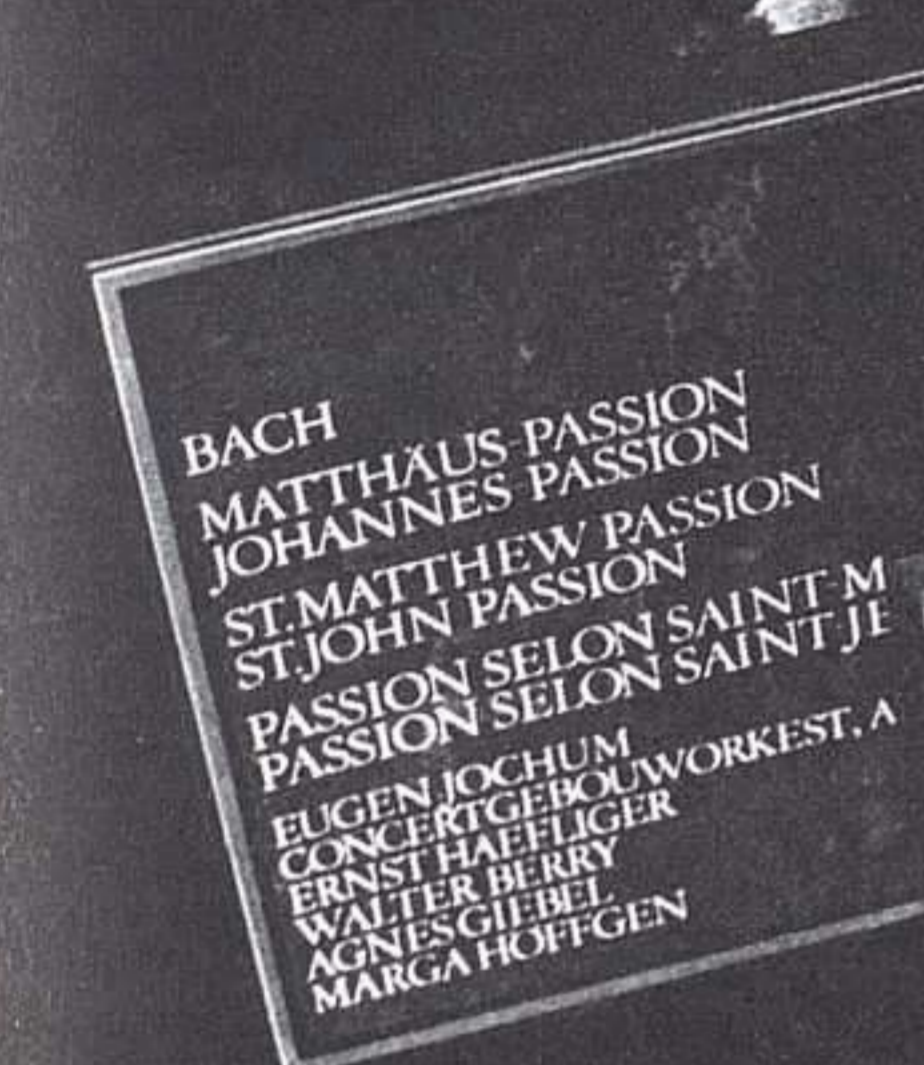 BACH
MATTHÄUS-PASSION
JOHANNES PASSION
ST. MATTHEW PASSION
ST. JOHN PASSION
PASSION SELON SAINT-M
PASSION SELON SAINT JE
EUGEN JOCHUM
CONCERTGEBOUWORKEST, A
ERNST HAEFLIGER
WALTER BERRY
AGNES GIEBEL
MARGA HOFFGEN